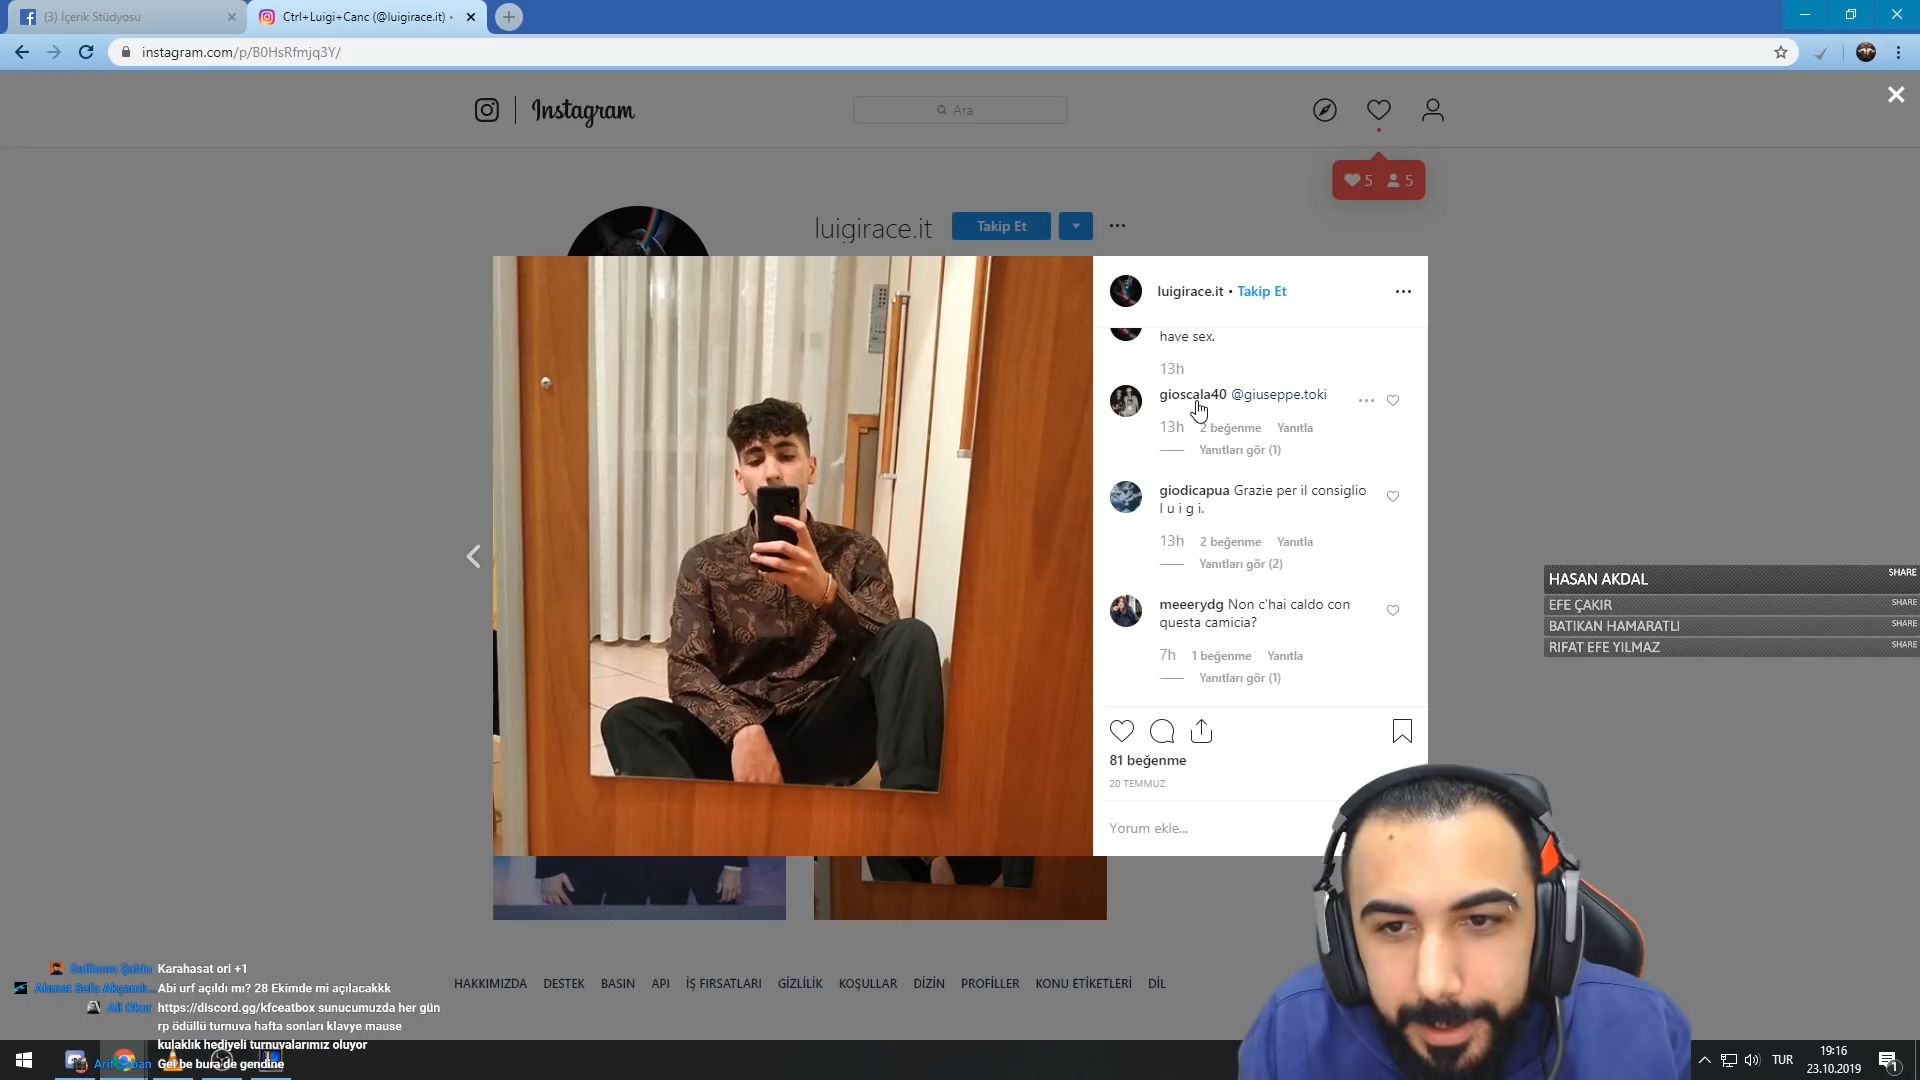 (3) İçerik Stüdyosu
Ctrl+Luigi+Canc (@luigirace.it) •
instagram.com/p/B0HsRfmjq3Y/
Instagram
Ara
5 5
luigirace.it Takip Et
luigirace.it • Takip Et
have sex.
13h
gioscala40 @giuseppe.toki
13h 2 beğenme Yanıtla
Yanıtları gör (1)
giodicapua Grazie per il consiglio
l u i g i.
13h 2 beğenme Yanıtla
Yanıtları gör (2)
meeerydg Non c'hai caldo con
questa camicia?
7h 1 beğenme Yanıtla
Yanıtları gör (1)
81 beğenme
20 TEMMUZ
Yorum ekle...
HASAN AKDAL SHARE
EFE ÇAKIR SHARE
BATIKAN HAMARATLI SHARE
RIFAT EFE YILMAZ SHARE
HAKKIMIZDA DESTEK BASIN API İŞ FIRSATLARI GİZLİLİK KOŞULLAR DİZİN PROFİLLER KONU ETİKETLERİ DİL
Karahasat ori +1
Abi urf açıldı mı? 28 Ekimde mi açılacakkk
Ali Okur https://discord.gg/kfceatbox sunucumuzda her gün
rp ödüllü turnuva hafta sonları klavye mause
kulaklık hediyeli turnuvalarımız oluyor
Gel be bura de gendine
TUR
19:16
23.10.2019
1